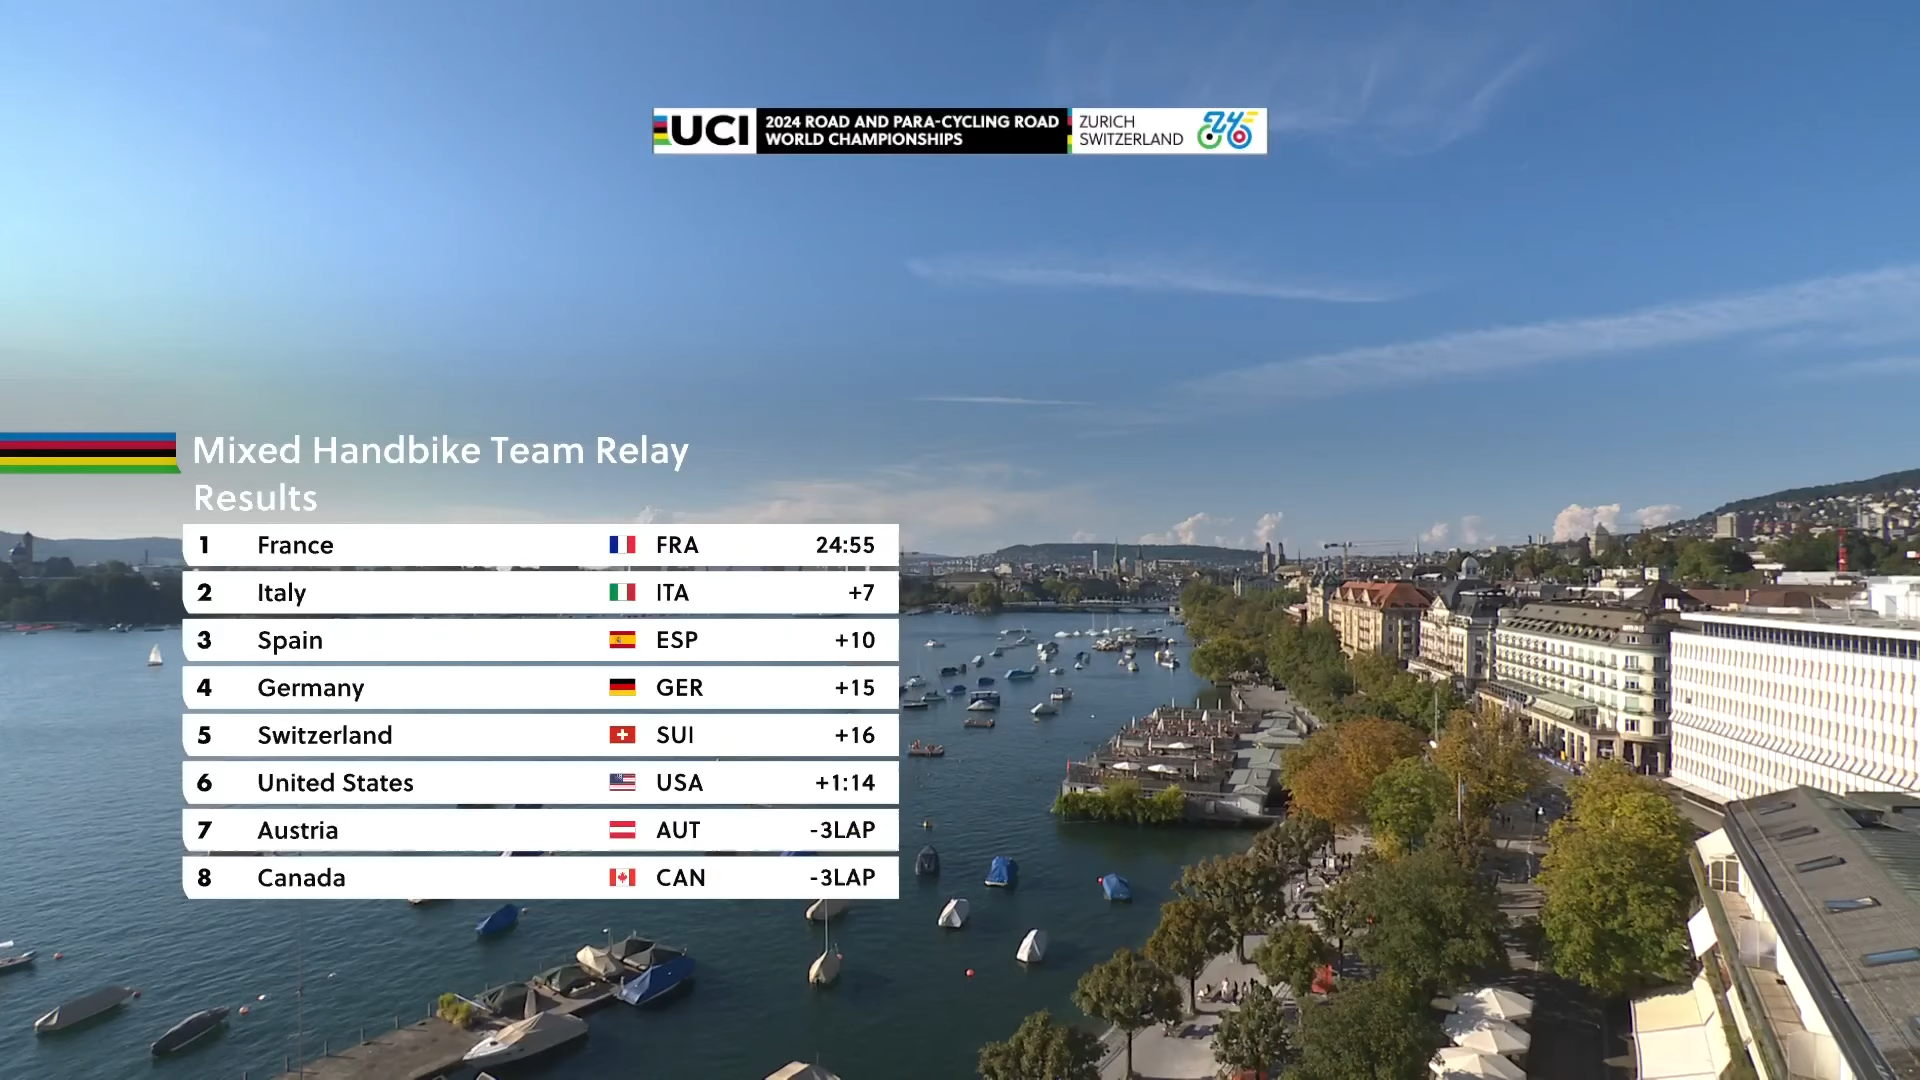 UCI
2024 ROAD AND PARA-CYCLING ROAD
WORLD CHAMPIONSHIPS
ZURICH
SWITZERLAND
Mixed Handbike Team Relay
Results
1 France FRA 24:55
2 Italy ITA +7
3 Spain ESP +10
4 Germany GER +15
5 Switzerland SUI +16
6 United States USA +1:14
7 Austria AUT -3LAP
8 Canada CAN -3LAP